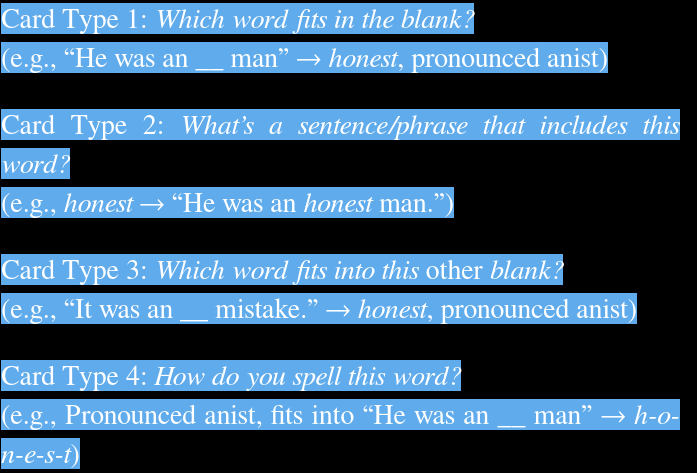 Card Type 1: Which word fits in the blank?
(e.g., “He was an __ man” → honest, pronounced anist)
Card Type 2: What’s a sentence/phrase that includes this
word?
(e.g., honest → “He was an honest man.”)
Card Type 3: Which word fits into this other blank?
(e.g., “It was an __ mistake.” → honest, pronounced anist)
Card Type 4: How do you spell this word?
(e.g., Pronounced anist, fits into “He was an __ man” → h-o-
n-e-s-t)